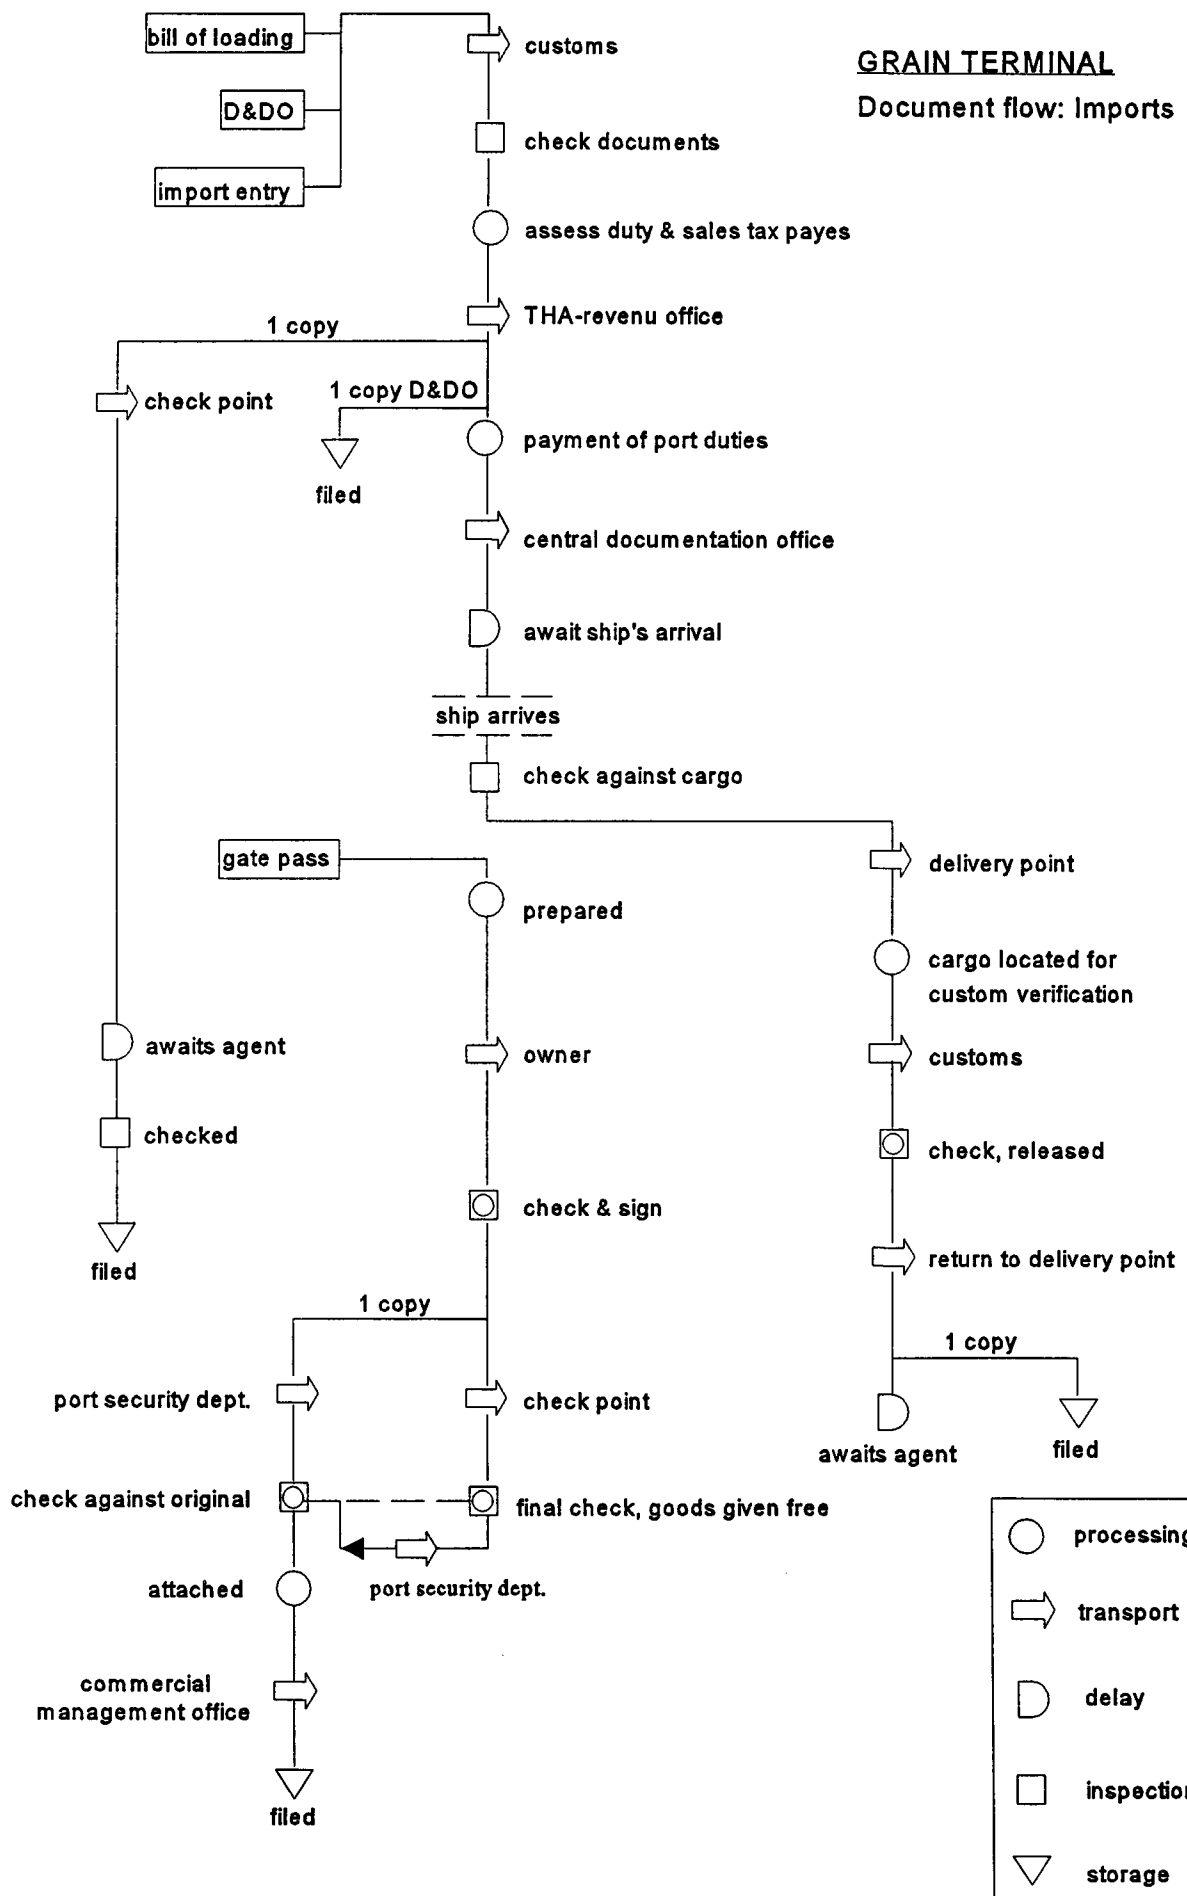 bill of loading
customs
GRAIN TERMINAL
Document flow: Imports
D&DO
check documents
import entry
assess duty & sales tax payes
THA-revenu office
1 copy
check point
1 copy D&DO
payment of port duties
filed
central documentation office
await ship's arrival
ship arrives
check against cargo
gate pass
delivery point
prepared
cargo located for
custom verification
awaits agent
owner
customs
checked
check, released
check & sign
filed
return to delivery point
1 copy
1 copy
port security dept.
check point
awaits agent
filed
check against original
final check, goods given free
processing
attached
port security dept.
transport
commercial
management office
delay
inspection
filed
storage